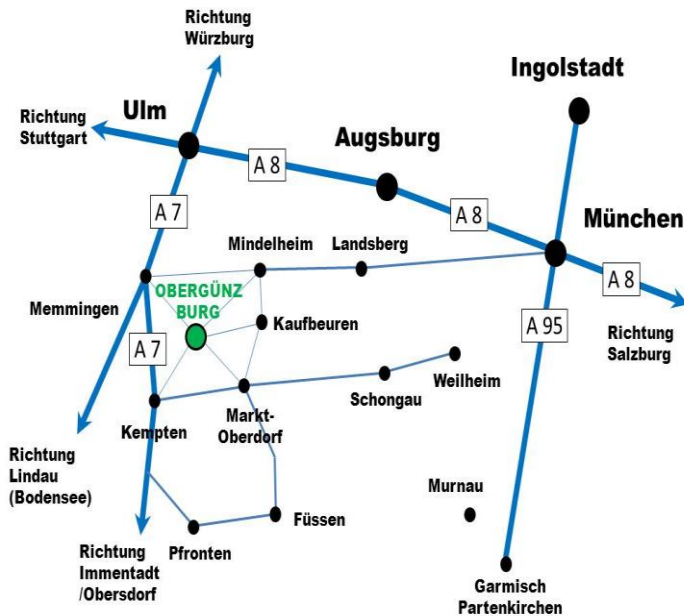 Richtung
Würzburg
Ingolstadt
Ulm
Richtung
Stuttgart
Augsburg
A 8
A 7
A 8
München
Mindelheim
Landsberg
A 8
OBERGÜNZ
BURG
Memmingen
Kaufbeuren
A 95
Richtung
Salzburg
A 7
Weilheim
Schongau
Kempten
Markt-
Oberdorf
Richtung
Lindau
(Bodensee)
Murnau
Füssen
Pfronten
Richtung
Immentadt
/Obersdorf
Garmisch
Partenkirchen